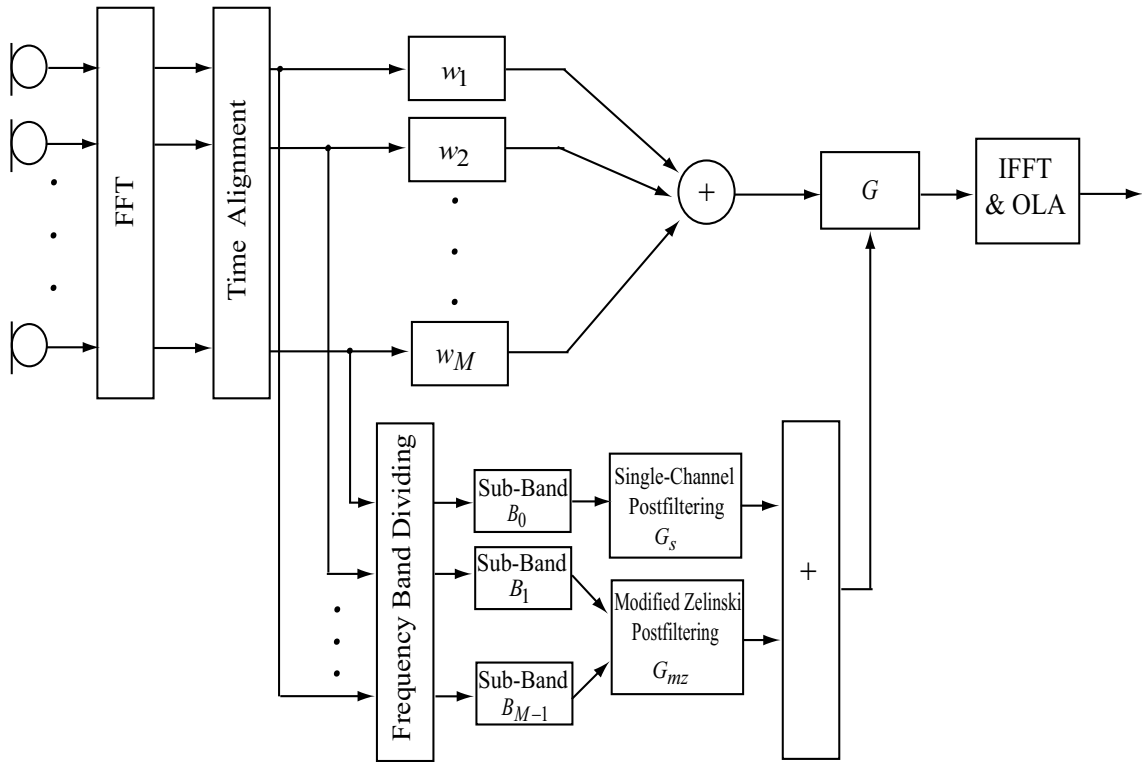 FFT
Time Alignment
w1
w2
wM
+
G
IFFT
& OLA
Frequency Band Dividing
Sub-Band
B0
Sub-Band
B1
Sub-Band
BM−1
Single-Channel
Postfiltering
Gs
Modified Zelinski
Postfiltering
Gmz
+